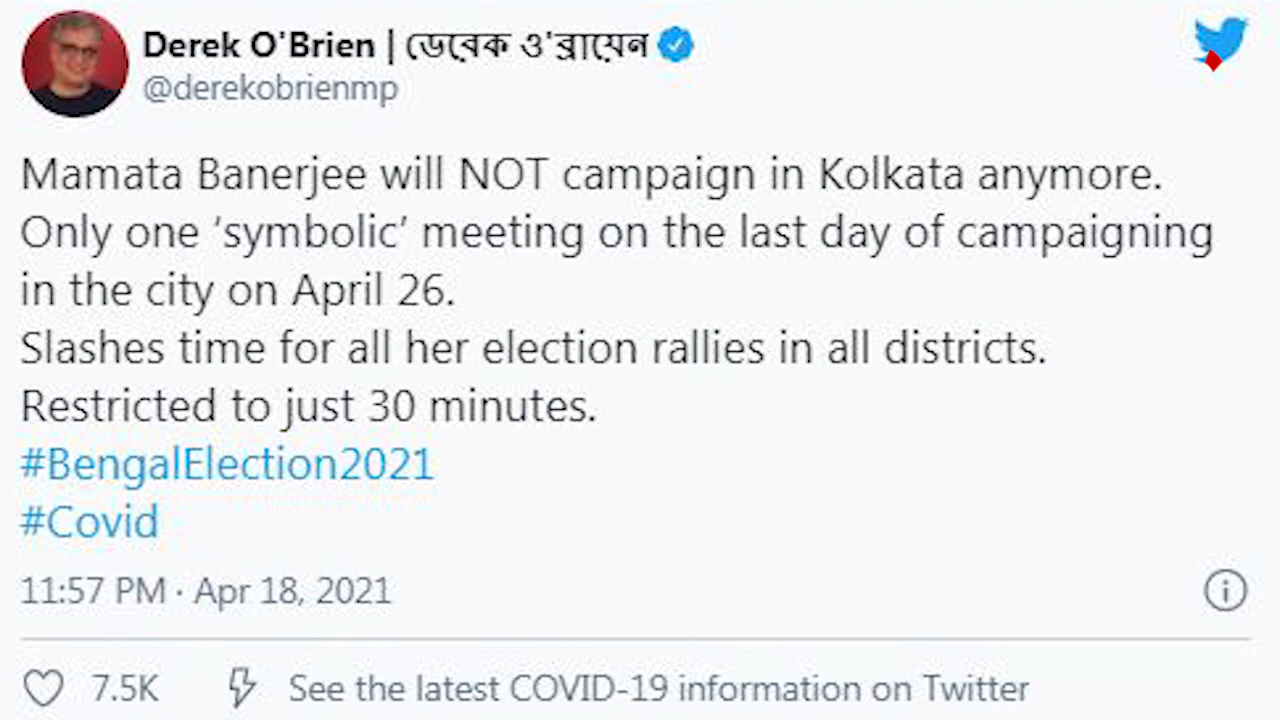 Derek O'Brien | ডেরেক ও'ব্রায়েন
@derekobrienmp
Mamata Banerjee will NOT campaign in Kolkata anymore.
Only one ‘symbolic’ meeting on the last day of campaigning
in the city on April 26.
Slashes time for all her election rallies in all districts.
Restricted to just 30 minutes.
#BengalElection2021
Argus News
#Covid
11:57 PM · Apr 18, 2021
7.5K See the latest COVID-19 information on Twitter